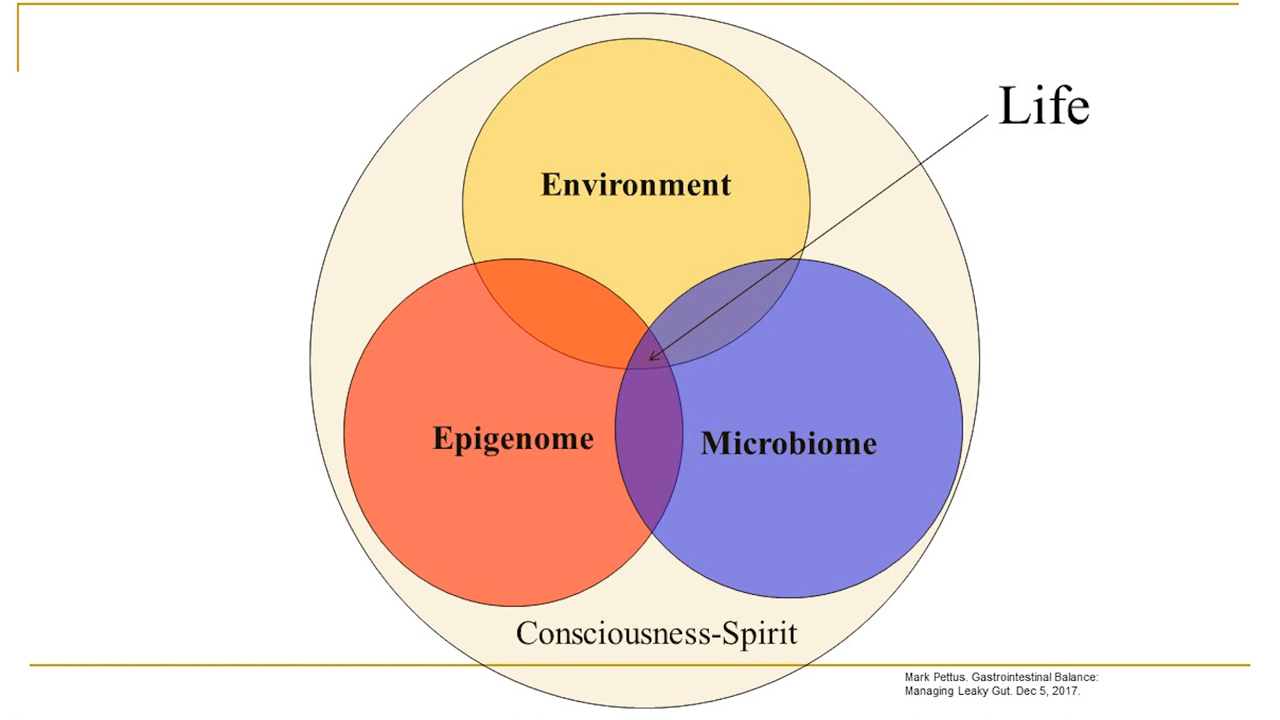 Life
Environment
Epigenome
Microbiome
Consciousness-Spirit
Mark Pettus. Gastrointestinal Balance:
Managing Leaky Gut. Dec 5, 2017.